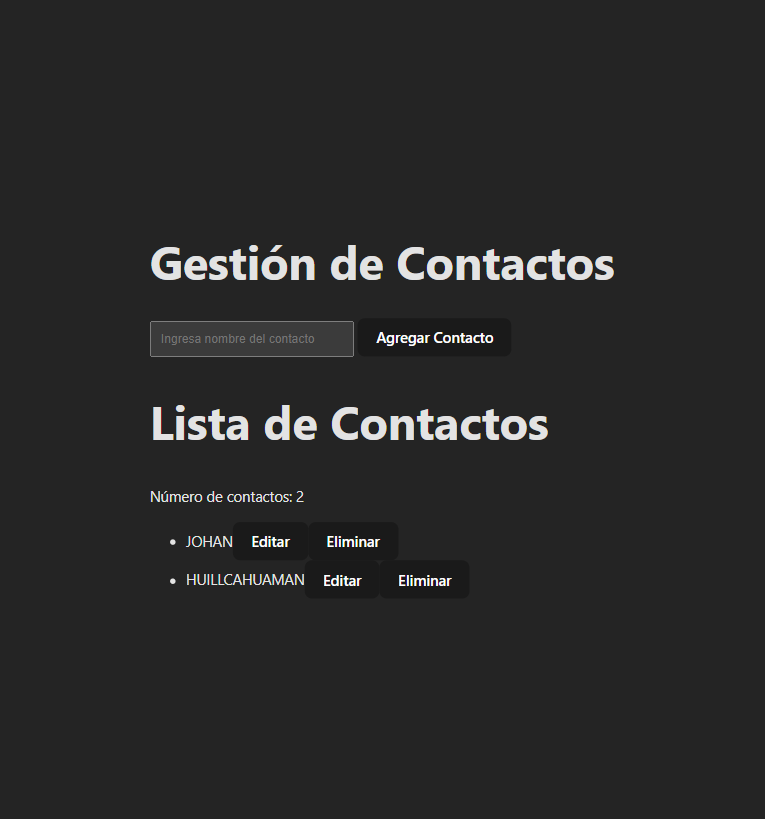 Gestión de Contactos
Ingresa nombre del contacto Agregar Contacto
Lista de Contactos
Número de contactos: 2
JOHAN Editar Eliminar
HUILLCAHUAMAN Editar Eliminar